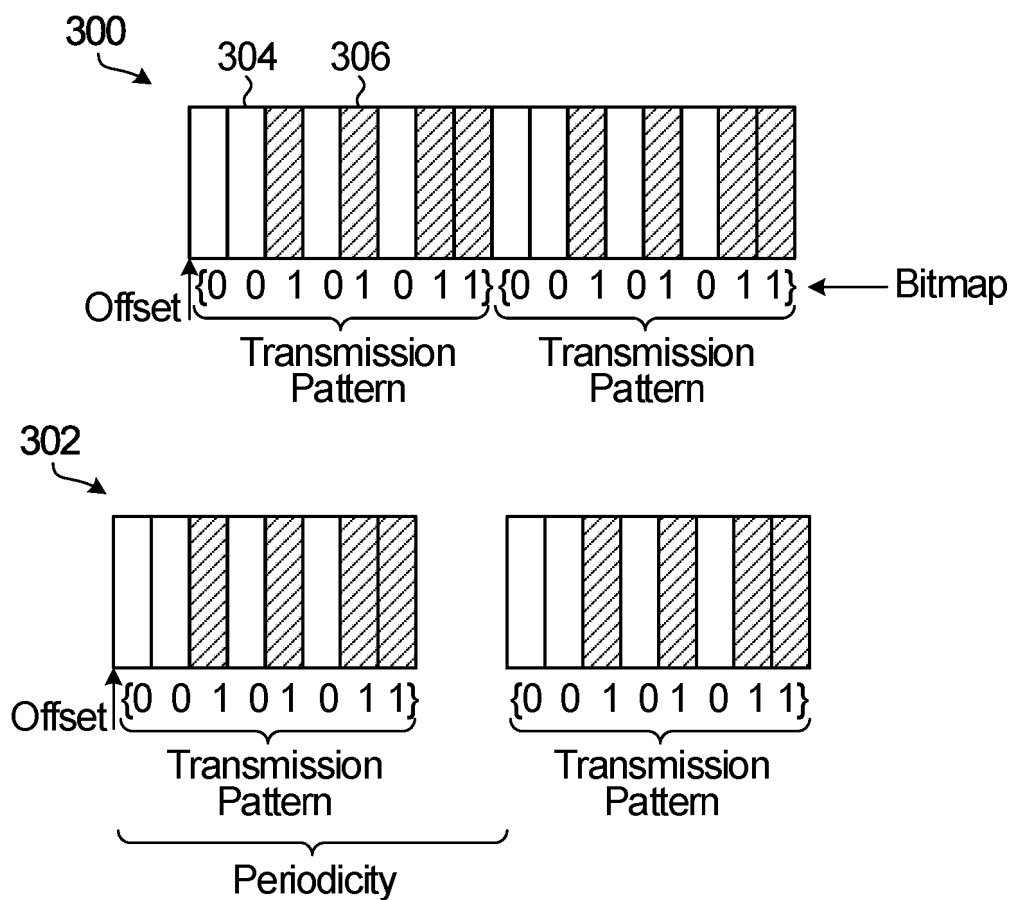 300
304 306
{0 0 1 0 1 0 1 1} {0 0 1 0 1 0 1 1} Bitmap
Offset
Transmission Transmission
Pattern Pattern
302
{0 0 1 0 1 0 1 1} {0 0 1 0 1 0 1 1}
Offset
Transmission Transmission
Pattern Pattern
Periodicity